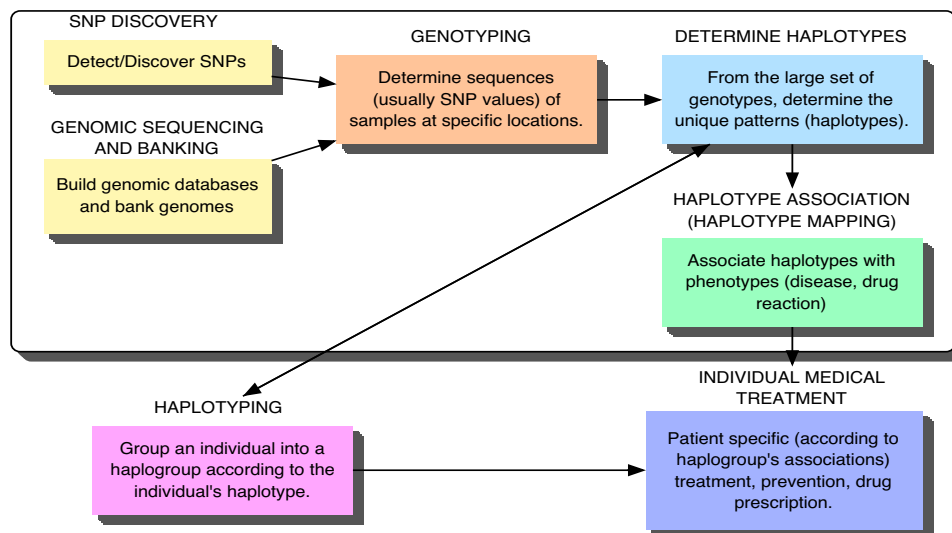 SNP DISCOVERY
Detect/Discover SNPs
GENOMIC SEQUENCING
AND BANKING
Build genomic databases
and bank genomes
GENOTYPING
Determine sequences
(usually SNP values) of
samples at specific locations.
DETERMINE HAPLOTYPES
From the large set of
genotypes, determine the
unique patterns (haplotypes).
HAPLOTYPE ASSOCIATION
(HAPLOTYPE MAPPING)
Associate haplotypes with
phenotypes (disease, drug
reaction)
HAPLOTYPING
Group an individual into a
haplogroup according to the
individual's haplotype.
INDIVIDUAL MEDICAL
TREATMENT
Patient specific (according to
haplogroup's associations)
treatment, prevention, drug
prescription.